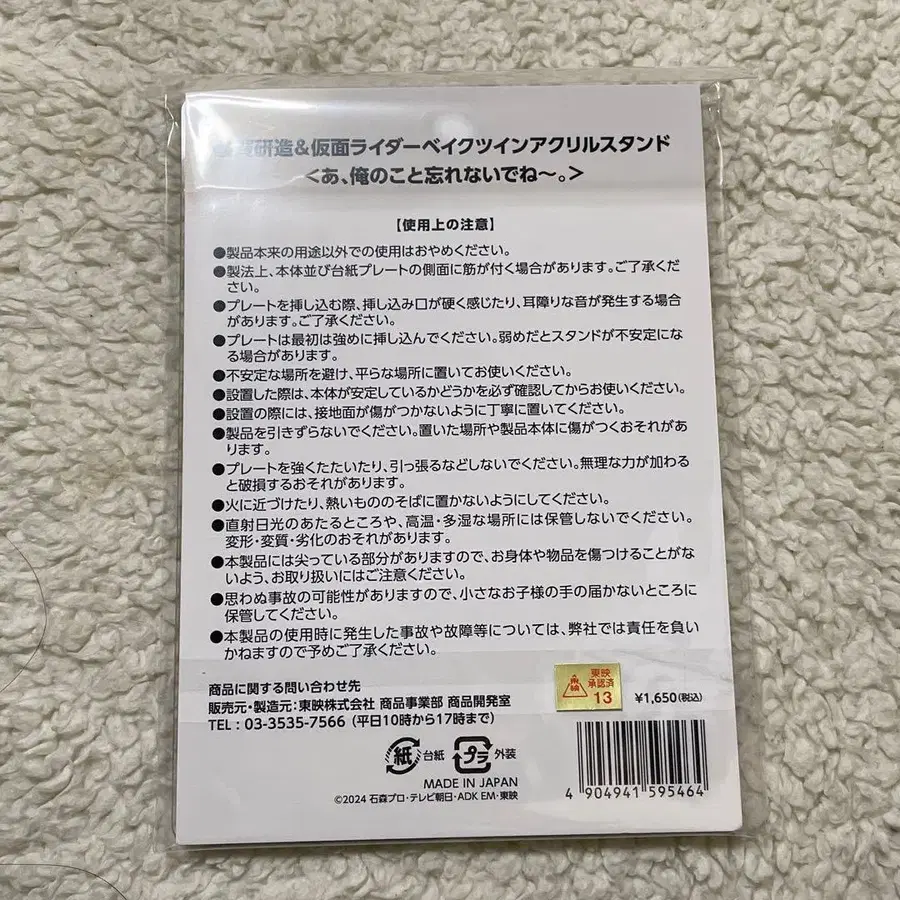 研造&仮面ライダーベイクツインアクリルスタンド
<あ、俺のこと忘れないでね～。>
【使用上の注意】
●製品本来の用途以外での使用はおやめください。
●製法上、本体並び台紙プレートの側面に筋が付く場合があります。ご了承くだ
さい。
●プレートを挿し込む際、挿し込み口が硬く感じたり、耳障りな音が発生する場合
があります。ご了承ください。
●プレートは最初は強めに挿し込んでください。弱めだとスタンドが不安定にな
る場合があります。
●不安定な場所を避け、平らな場所に置いてお使いください。
●設置した際は、本体が安定しているかどうかを必ず確認してからお使いください。
●設置の際には、接地面が傷がつかないように丁寧に置いてください。
●製品を引きずらないでください。置いた場所や製品本体に傷がつくおそれがあ
ります。
●プレートを強くたたいたり、引っ張るなどしないでください。無理な力が加わる
と破損するおそれがあります。
●火に近づけたり、熱いもののそばに置かないようにしてください。
●直射日光のあたるところや、高温・多湿な場所には保管しないでください。
変形・変質・劣化のおそれがあります。
●本製品には尖っている部分がありますので、お身体や物品を傷つけることがな
いよう、お取り扱いにはご注意ください。
●思わぬ事故の可能性がありますので、小さなお子様の手の届かないところに
保管してください。
●本製品の使用時に発生した事故や故障等については、弊社では責任を負い
かねますので予めご了承ください。
商品に関する問い合わせ先
販売元・製造元：東映株式会社 商品事業部 商品開発室
TEL：03-3535-7566（平日10時から17時まで）
東映
承認済
13
¥1,650(税込)
紙 台紙 プラ 外装
MADE IN JAPAN
©2024 石森プロ・テレビ朝日・ADK EM・東映
4 904941 595464